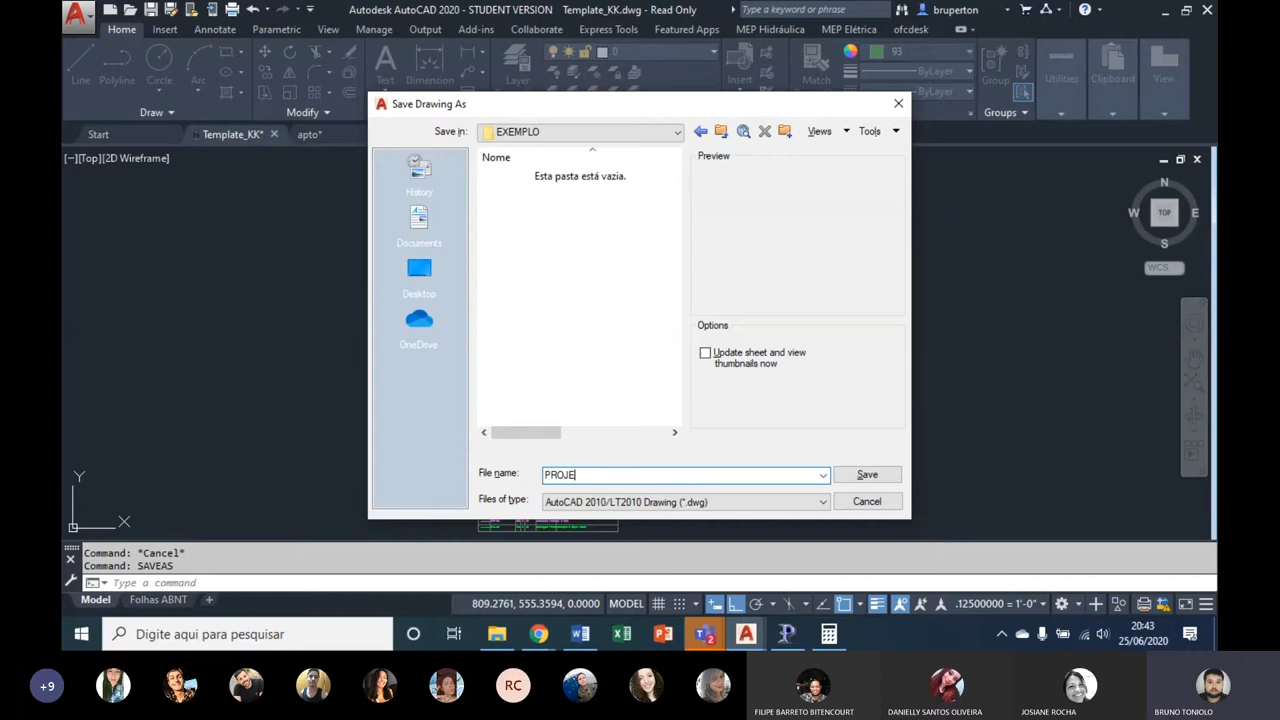 Autodesk AutoCAD 2020 - STUDENT VERSION Template_KK.dwg - Read Only
Type a keyword or phrase
bruperton
Home Insert Annotate Parametric View Manage Output Add-ins Collaborate Express Tools Featured Apps MEP Hidráulica MEP Elétrica ofcdesk
Line Polyline Circle Arc Text Dimension Layer Insert Match Group Utilities Clipboard View
0
93
ByLayer
ByLayer
Draw Modify Groups
Start Template_KK* apto*
[−][Top][2D Wireframe]
Save Drawing As
Save in: EXEMPLO
Views Tools
Nome
Esta pasta está vazia.
Preview
History
Documents
Desktop
OneDrive
Options
Update sheet and view
thumbnails now
File name: PROJE
Save
Files of type: AutoCAD 2010/LT2010 Drawing (*.dwg)
Cancel
N
W TOP E
S
WCS
Y
X
Command: *Cancel*
Command: SAVEAS
Type a command
Model Folhas ABNT +
809.2761, 555.3594, 0.0000 MODEL
.12500000 = 1'-0"
Digite aqui para pesquisar
20:43
25/06/2020
+9
RC
FILIPE BARRETO BITENCOURT
DANIELLY SANTOS OLIVEIRA
JOSIANE ROCHA
BRUNO TONIOLO